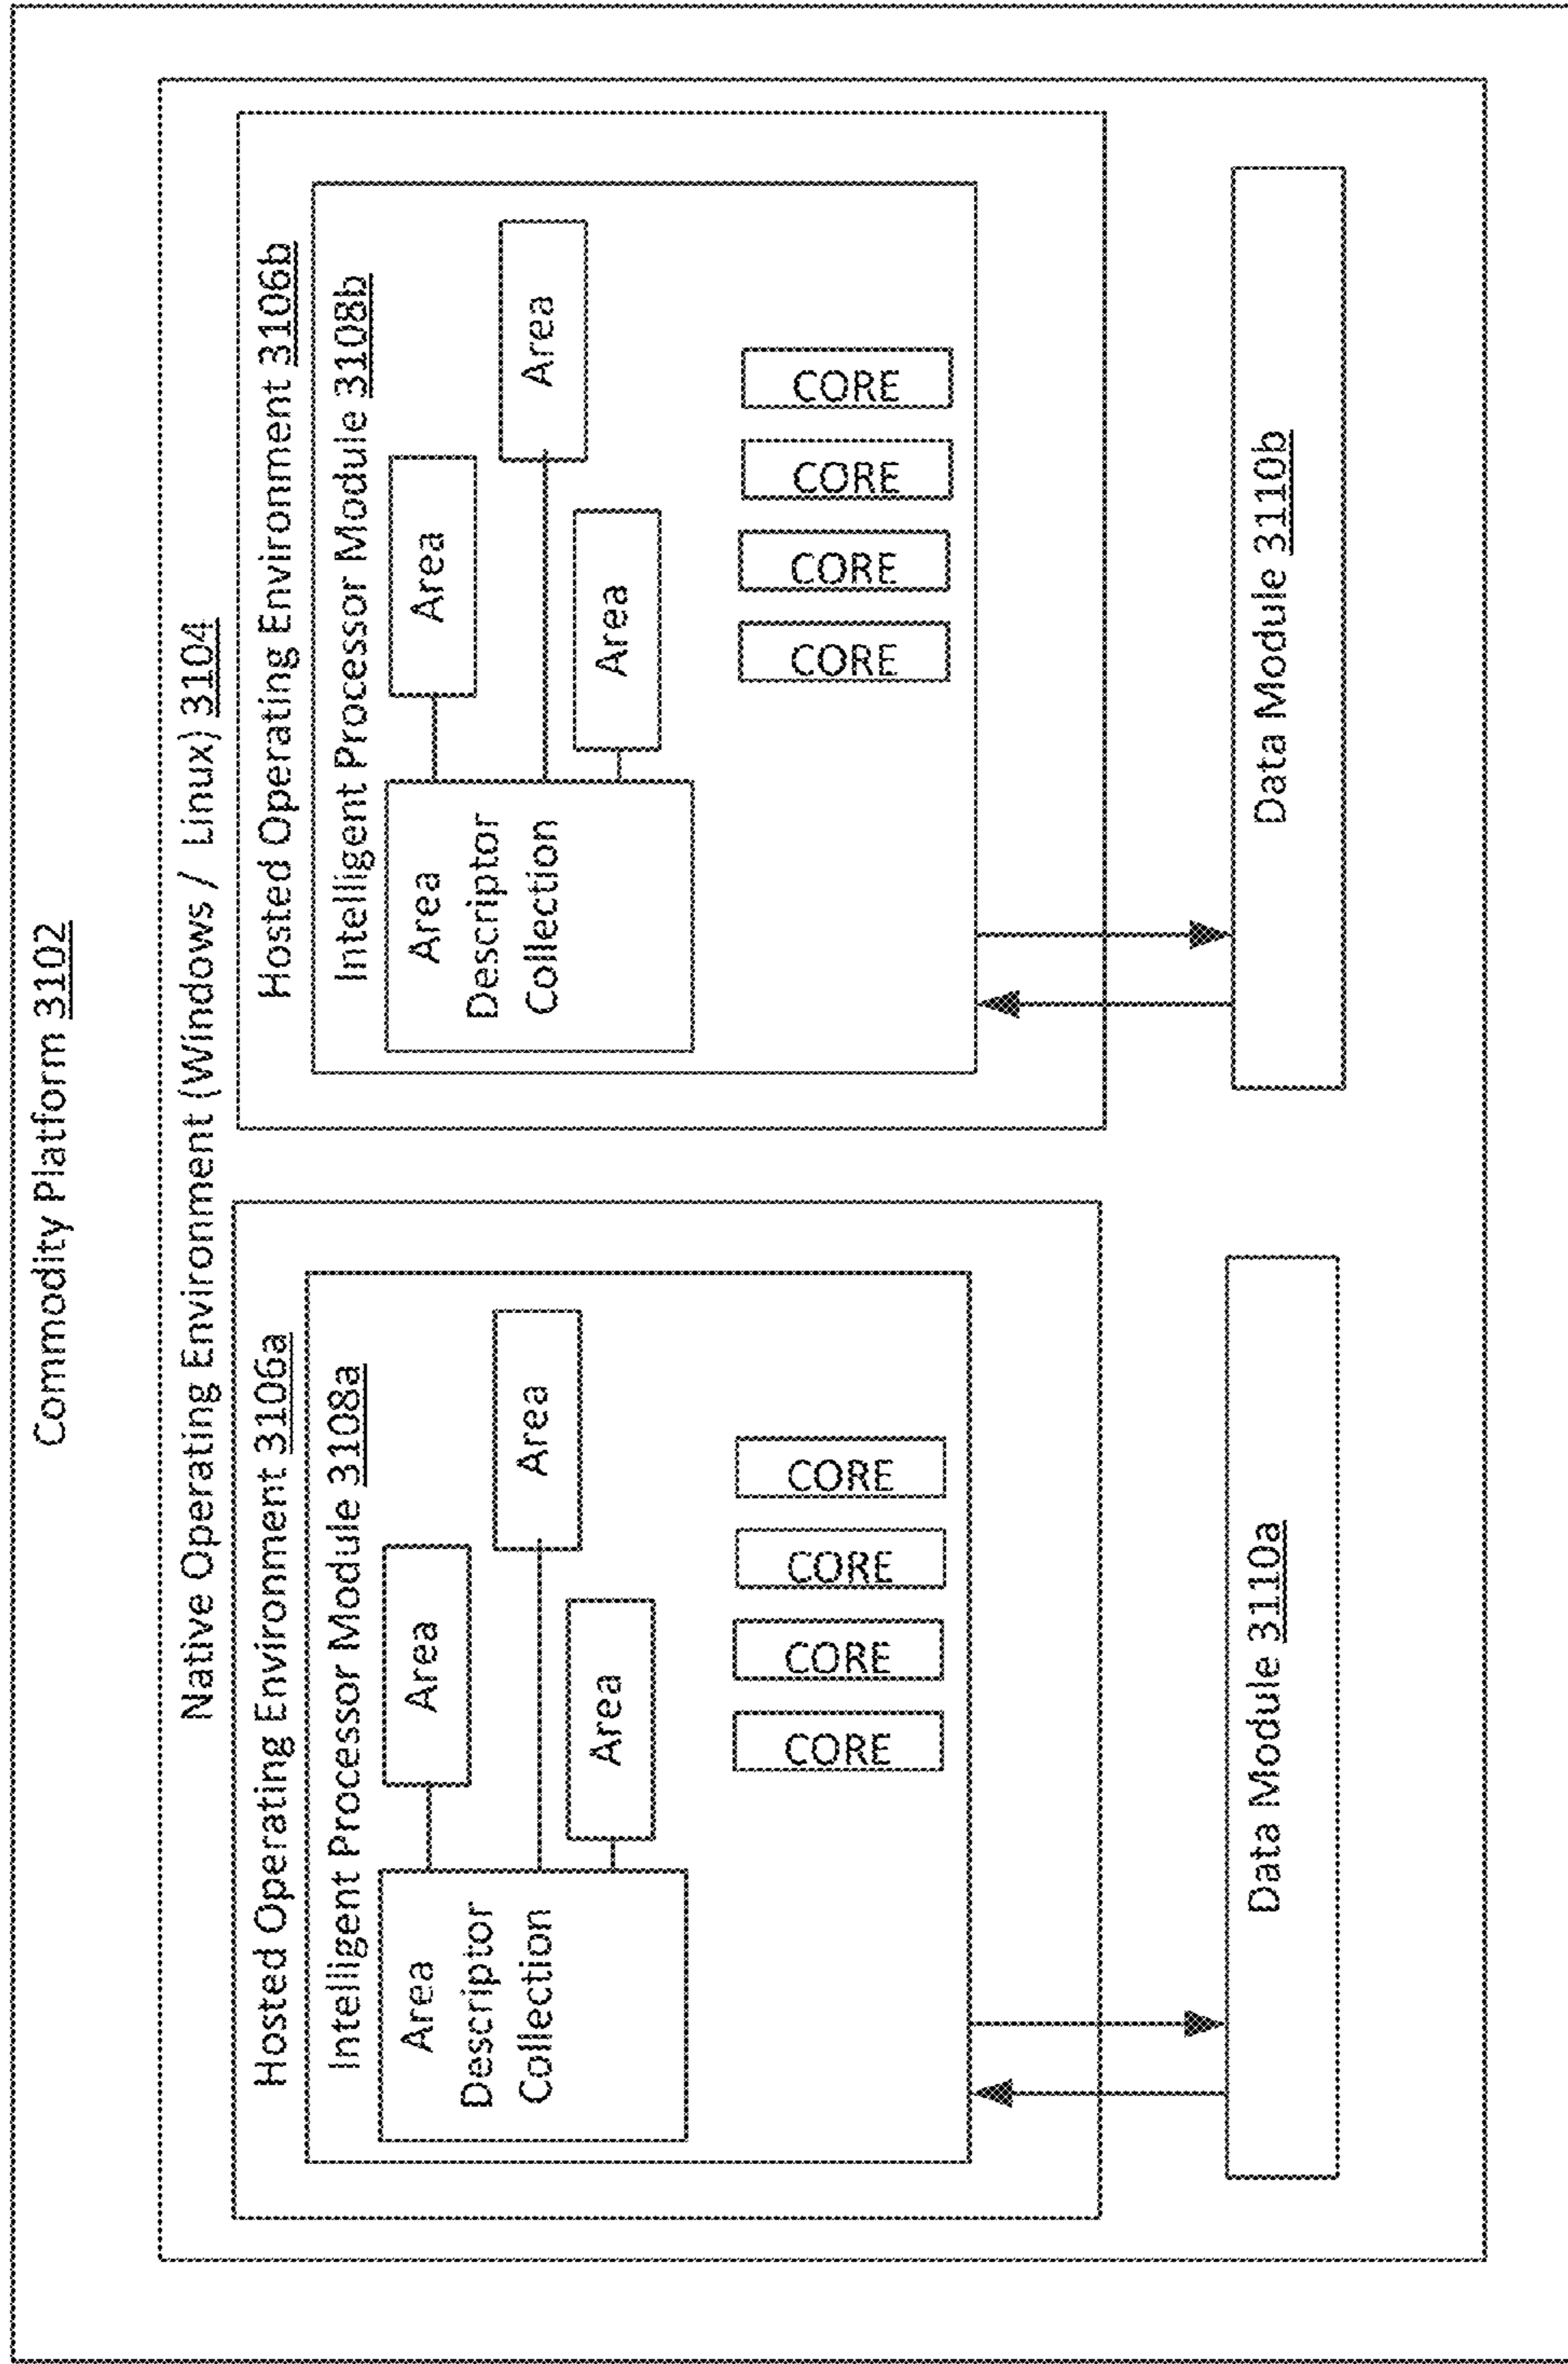 Commodity Platform 3102
Native Operating Environment (Windows / Linux) 3104
Hosted Operating Environment 3106a
Intelligent Processor Module 3108a
Area
Descriptor
Collection
Area
Area
Area
CORE
CORE
CORE
CORE
Data Module 3110a
Hosted Operating Environment 3106b
Intelligent Processor Module 3108b
Area
Descriptor
Collection
Area
Area
Area
CORE
CORE
CORE
CORE
Data Module 3110b